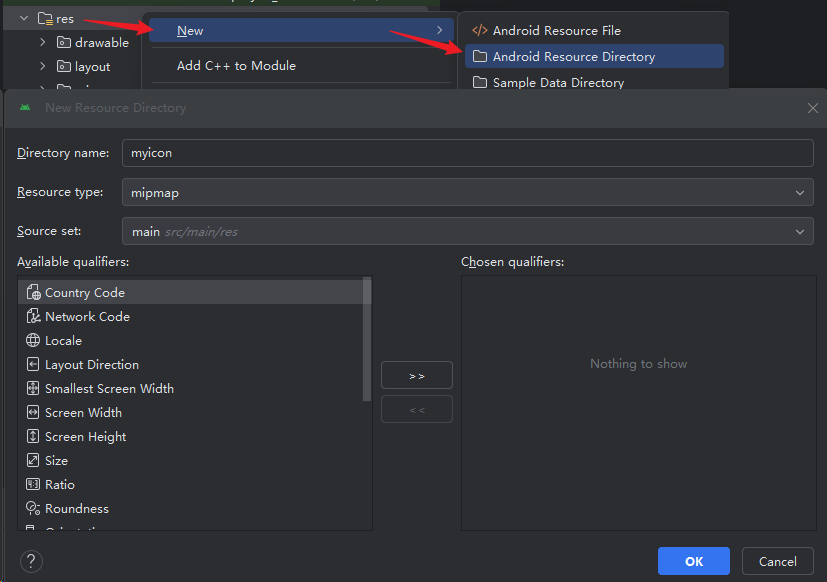 res
New
Android Resource File
drawable
Android Resource Directory
layout
Add C++ to Module
Sample Data Directory
New Resource Directory
Directory name: myicon
Resource type: mipmap
Source set: main src/main/res
Available qualifiers:
Chosen qualifiers:
Country Code
Network Code
Locale
Layout Direction
Smallest Screen Width
Screen Width
Screen Height
Size
Ratio
Roundness
Nothing to show
>>
<<
?
OK
Cancel